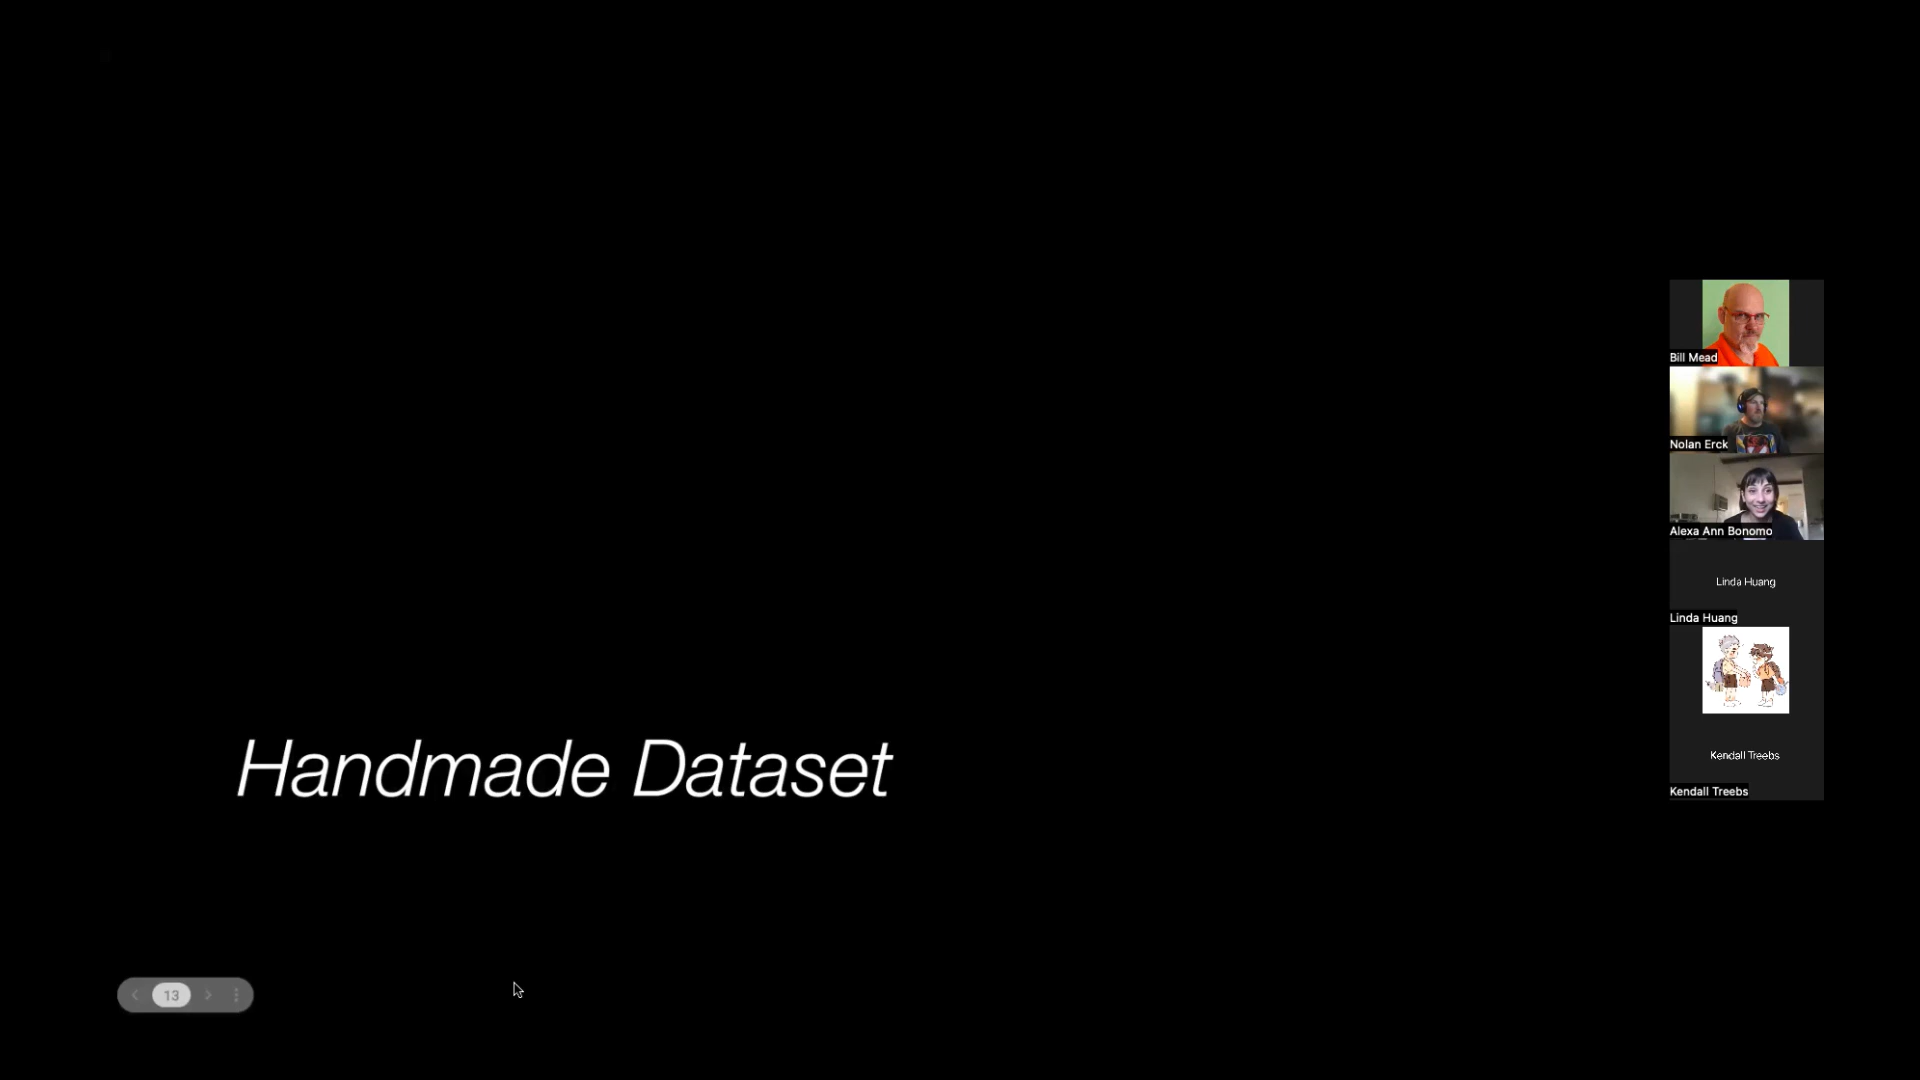 Bill Mead
Nolan Erck
Alexa Ann Bonomo
Linda Huang
Linda Huang
Kendall Treebs
Kendall Treebs
Handmade Dataset
13